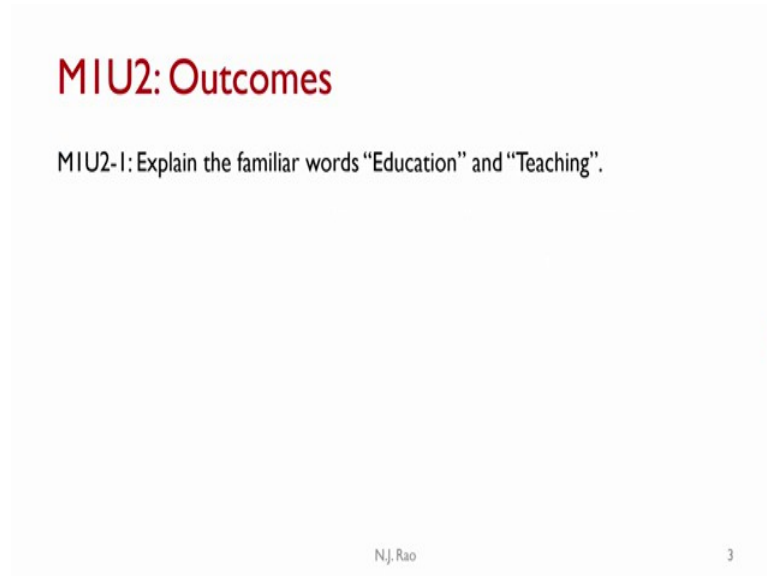 M1U2: Outcomes
M1U2-1: Explain the familiar words “Education” and “Teaching”.
N.J. Rao
3